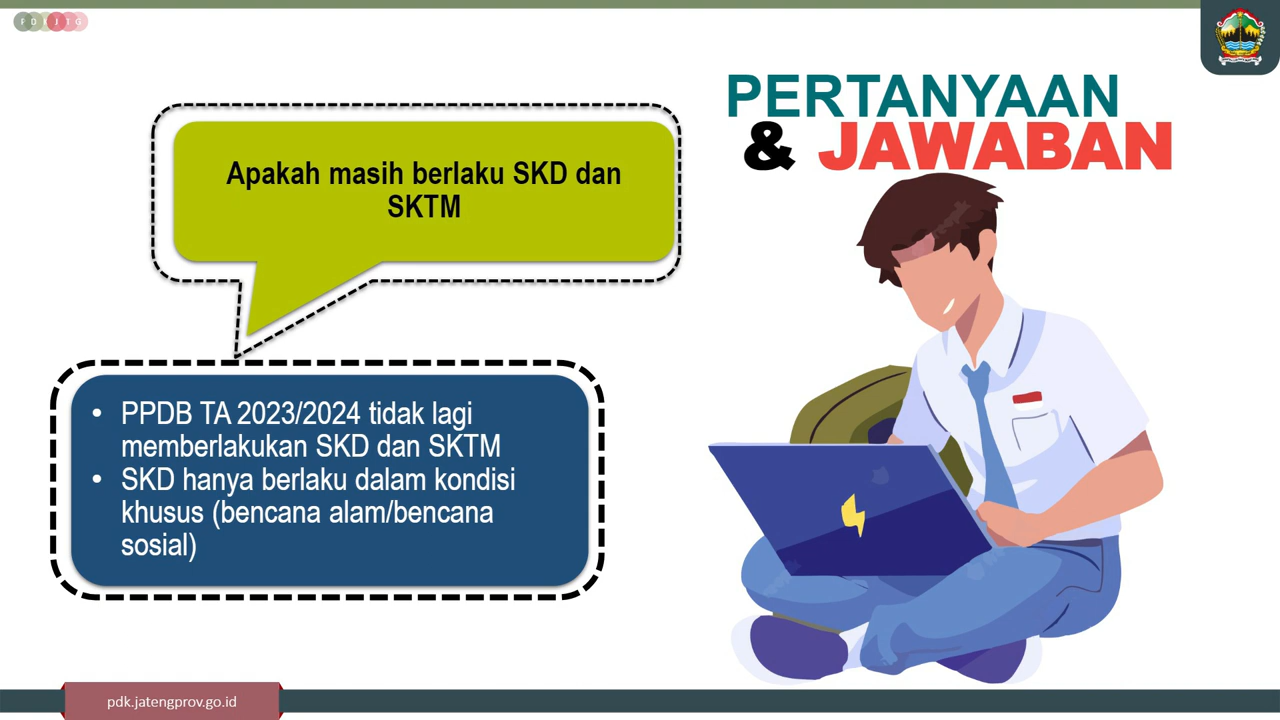 PDKJTG
PERTANYAAN
& JAWABAN
Apakah masih berlaku SKD dan
SKTM
• PPDB TA 2023/2024 tidak lagi
memberlakukan SKD dan SKTM
• SKD hanya berlaku dalam kondisi
khusus (bencana alam/bencana
sosial)
pdk.jatengprov.go.id